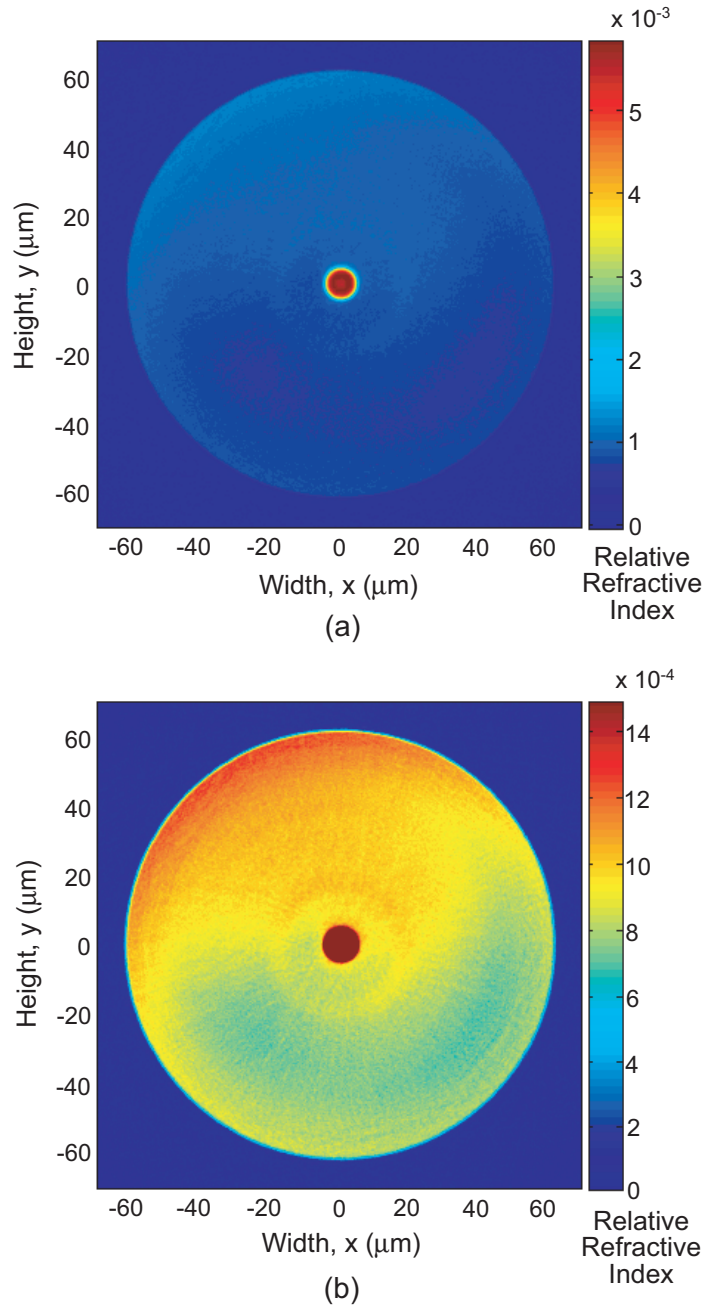 x 10-3
60
40
20
0
-20
-40
-60
Height, y (μm)
5
4
3
2
1
0
-60 -40 -20 0 20 40 60
Width, x (μm)
Relative
Refractive
Index
(a)
x 10-4
60
40
20
0
-20
-40
-60
Height, y (μm)
14
12
10
8
6
4
2
0
-60 -40 -20 0 20 40 60
Width, x (μm)
Relative
Refractive
Index
(b)